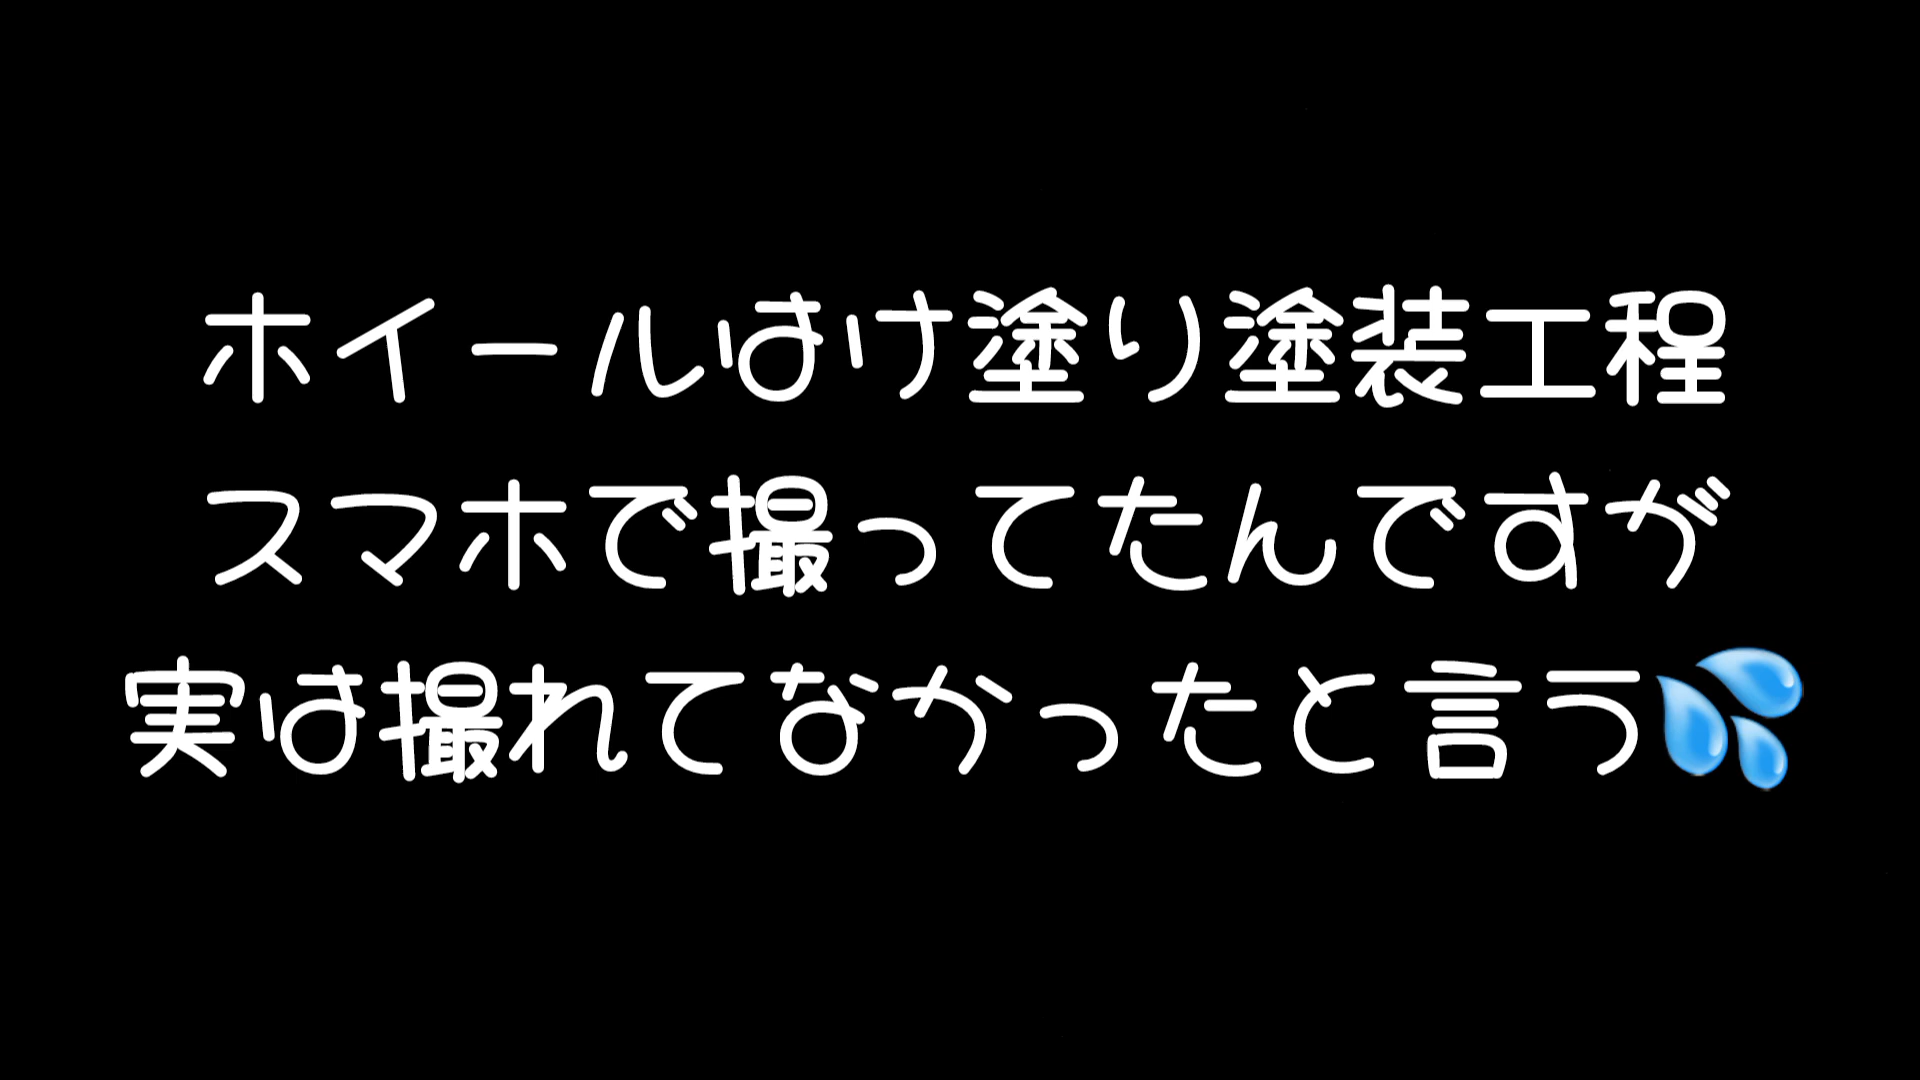 ホイールはけ塗り塗装工程
スマホで撮ってたんですが
実は撮れてなかったと言う💦